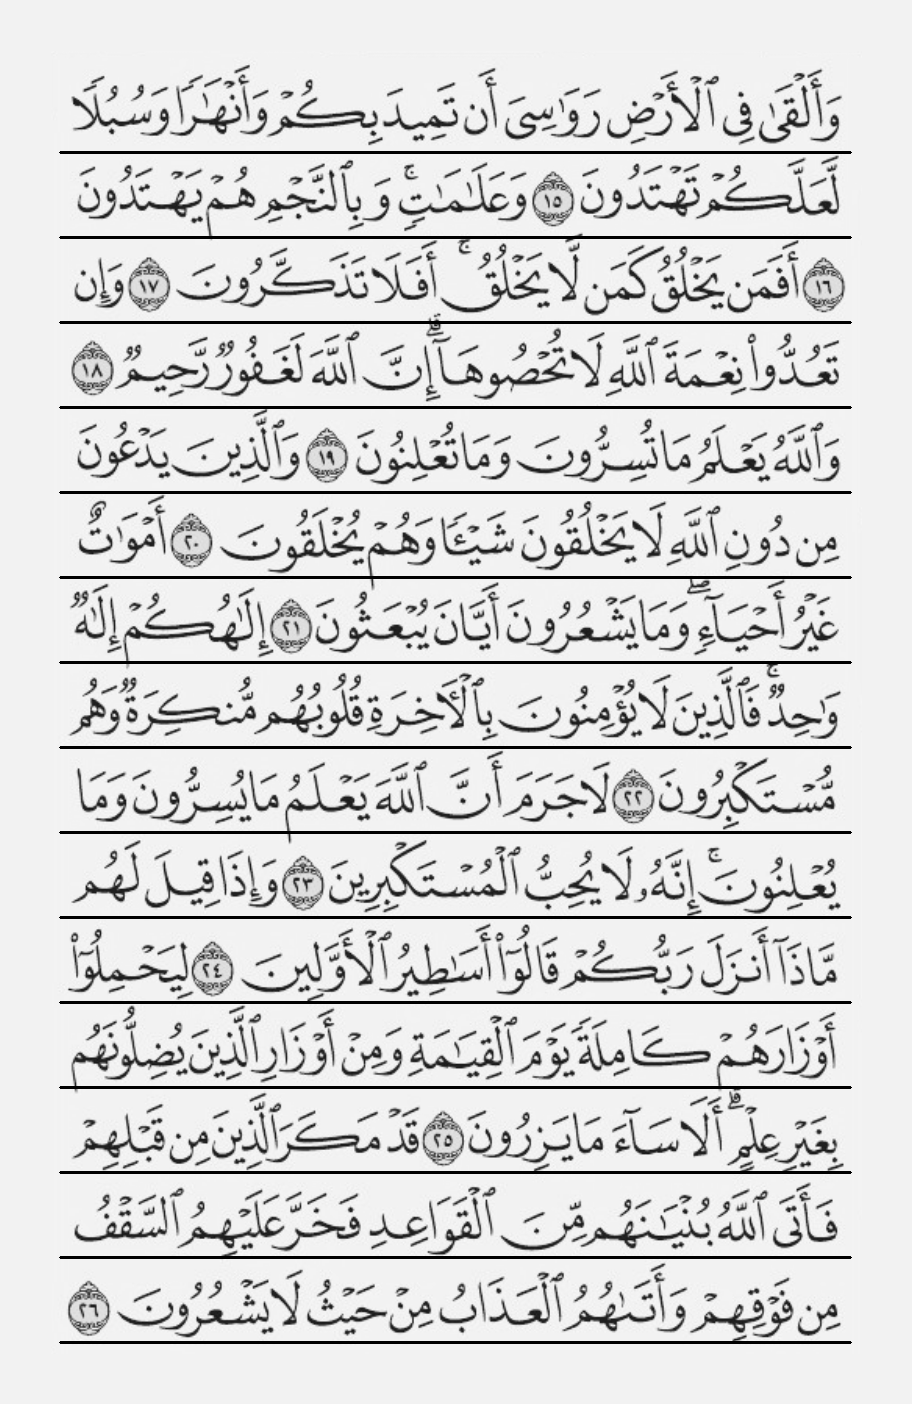 وَأَلْقَىٰ فِى ٱلْأَرْضِ رَوَٰسِىَ أَن تَمِيدَ بِكُمْ وَأَنْهَٰرًا وَسُبُلًا
لَّعَلَّكُمْ تَهْتَدُونَ ١٥ وَعَلَٰمَٰتٍ ۚ وَبِٱلنَّجْمِ هُمْ يَهْتَدُونَ
١٦ أَفَمَن يَخْلُقُ كَمَن لَّا يَخْلُقُ ۚ أَفَلَا تَذَكَّرُونَ ١٧ وَإِن
تَعُدُّوا۟ نِعْمَةَ ٱللَّهِ لَا تُحْصُوهَآ ۗ إِنَّ ٱللَّهَ لَغَفُورٌ رَّحِيمٌ ١٨
وَٱللَّهُ يَعْلَمُ مَا تُسِرُّونَ وَمَا تُعْلِنُونَ ١٩ وَٱلَّذِينَ يَدْعُونَ
مِن دُونِ ٱللَّهِ لَا يَخْلُقُونَ شَيْـًٔا وَهُمْ يُخْلَقُونَ ٢٠ أَمْوَٰتٌ
غَيْرُ أَحْيَآءٍ ۖ وَمَا يَشْعُرُونَ أَيَّانَ يُبْعَثُونَ ٢١ إِلَٰهُكُمْ إِلَٰهٌ
وَٰحِدٌ ۚ فَٱلَّذِينَ لَا يُؤْمِنُونَ بِٱلْـَٔاخِرَةِ قُلُوبُهُم مُّنكِرَةٌ وَهُم
مُّسْتَكْبِرُونَ ٢٢ لَا جَرَمَ أَنَّ ٱللَّهَ يَعْلَمُ مَا يُسِرُّونَ وَمَا
يُعْلِنُونَ ۚ إِنَّهُۥ لَا يُحِبُّ ٱلْمُسْتَكْبِرِينَ ٢٣ وَإِذَا قِيلَ لَهُم
مَّاذَآ أَنزَلَ رَبُّكُمْ قَالُوٓا۟ أَسَٰطِيرُ ٱلْأَوَّلِينَ ٢٤ لِيَحْمِلُوٓا۟
أَوْزَارَهُمْ كَامِلَةً يَوْمَ ٱلْقِيَٰمَةِ وَمِنْ أَوْزَارِ ٱلَّذِينَ يُضِلُّونَهُم
بِغَيْرِ عِلْمٍ ۗ أَلَا سَآءَ مَا يَزِرُونَ ٢٥ قَدْ مَكَرَ ٱلَّذِينَ مِن قَبْلِهِمْ
فَأَتَى ٱللَّهُ بُنْيَٰنَهُم مِّنَ ٱلْقَوَاعِدِ فَخَرَّ عَلَيْهِمُ ٱلسَّقْفُ
مِن فَوْقِهِمْ وَأَتَىٰهُمُ ٱلْعَذَابُ مِنْ حَيْثُ لَا يَشْعُرُونَ ٢٦